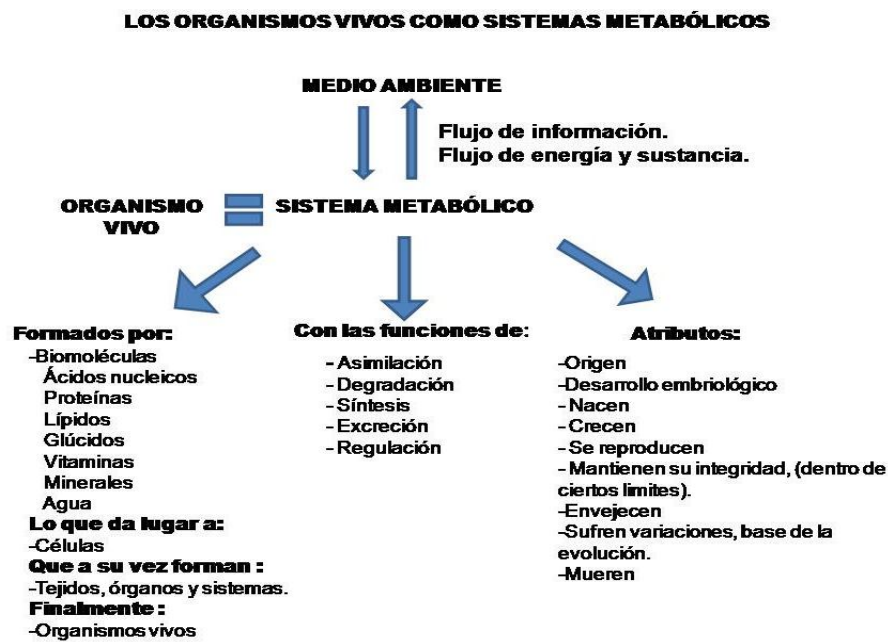 LOS ORGANISMOS VIVOS COMO SISTEMAS METABÓLICOS
MEDIO AMBIENTE
Flujo de información.
Flujo de energía y sustancia.
ORGANISMO
VIVO
SISTEMA METABÓLICO
Formados por:
-Biomoléculas
Ácidos nucleicos
Proteínas
Lípidos
Glúcidos
Vitaminas
Minerales
Agua
Lo que da lugar a:
-Células
Que a su vez forman :
-Tejidos, órganos y sistemas.
Finalmente :
-Organismos vivos
Con las funciones de:
- Asimilación
- Degradación
- Síntesis
- Excreción
- Regulación
Atributos:
-Origen
-Desarrollo embriológico
- Nacen
- Crecen
- Se reproducen
- Mantienen su integridad, (dentro de
ciertos limites).
- Envejecen
-Sufren variaciones, base de la
evolución.
-Mueren